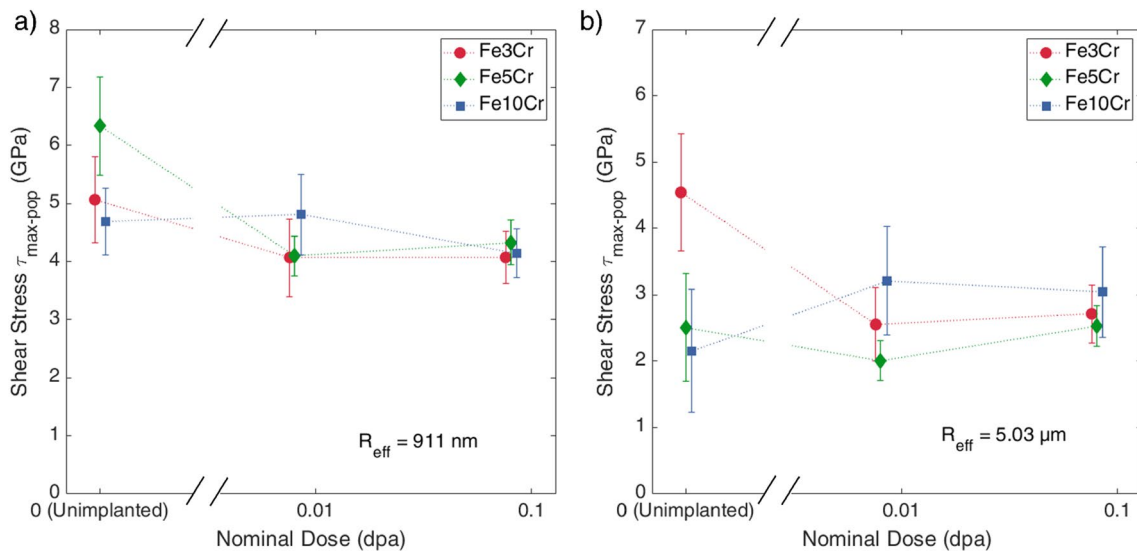 a)
8
7
6
5
4
3
2
1
0
Shear Stress τmax-pop (GPa)
Fe3Cr
Fe5Cr
Fe10Cr
Reff = 911 nm
0 (Unimplanted)
0.01
0.1
Nominal Dose (dpa)
b)
7
6
5
4
3
2
1
0
Shear Stress τmax-pop (GPa)
Fe3Cr
Fe5Cr
Fe10Cr
Reff = 5.03 μm
0 (Unimplanted)
0.01
0.1
Nominal Dose (dpa)